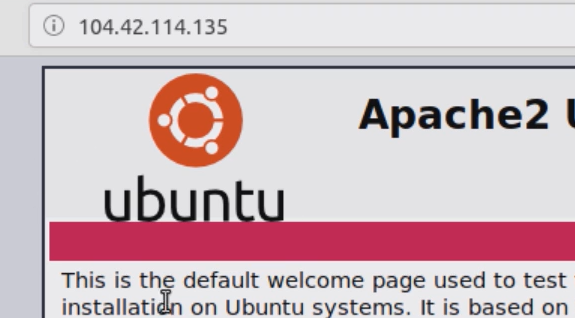 104.42.114.135
Apache2 U
ubuntu
This is the default welcome page used to test
installation on Ubuntu systems. It is based on